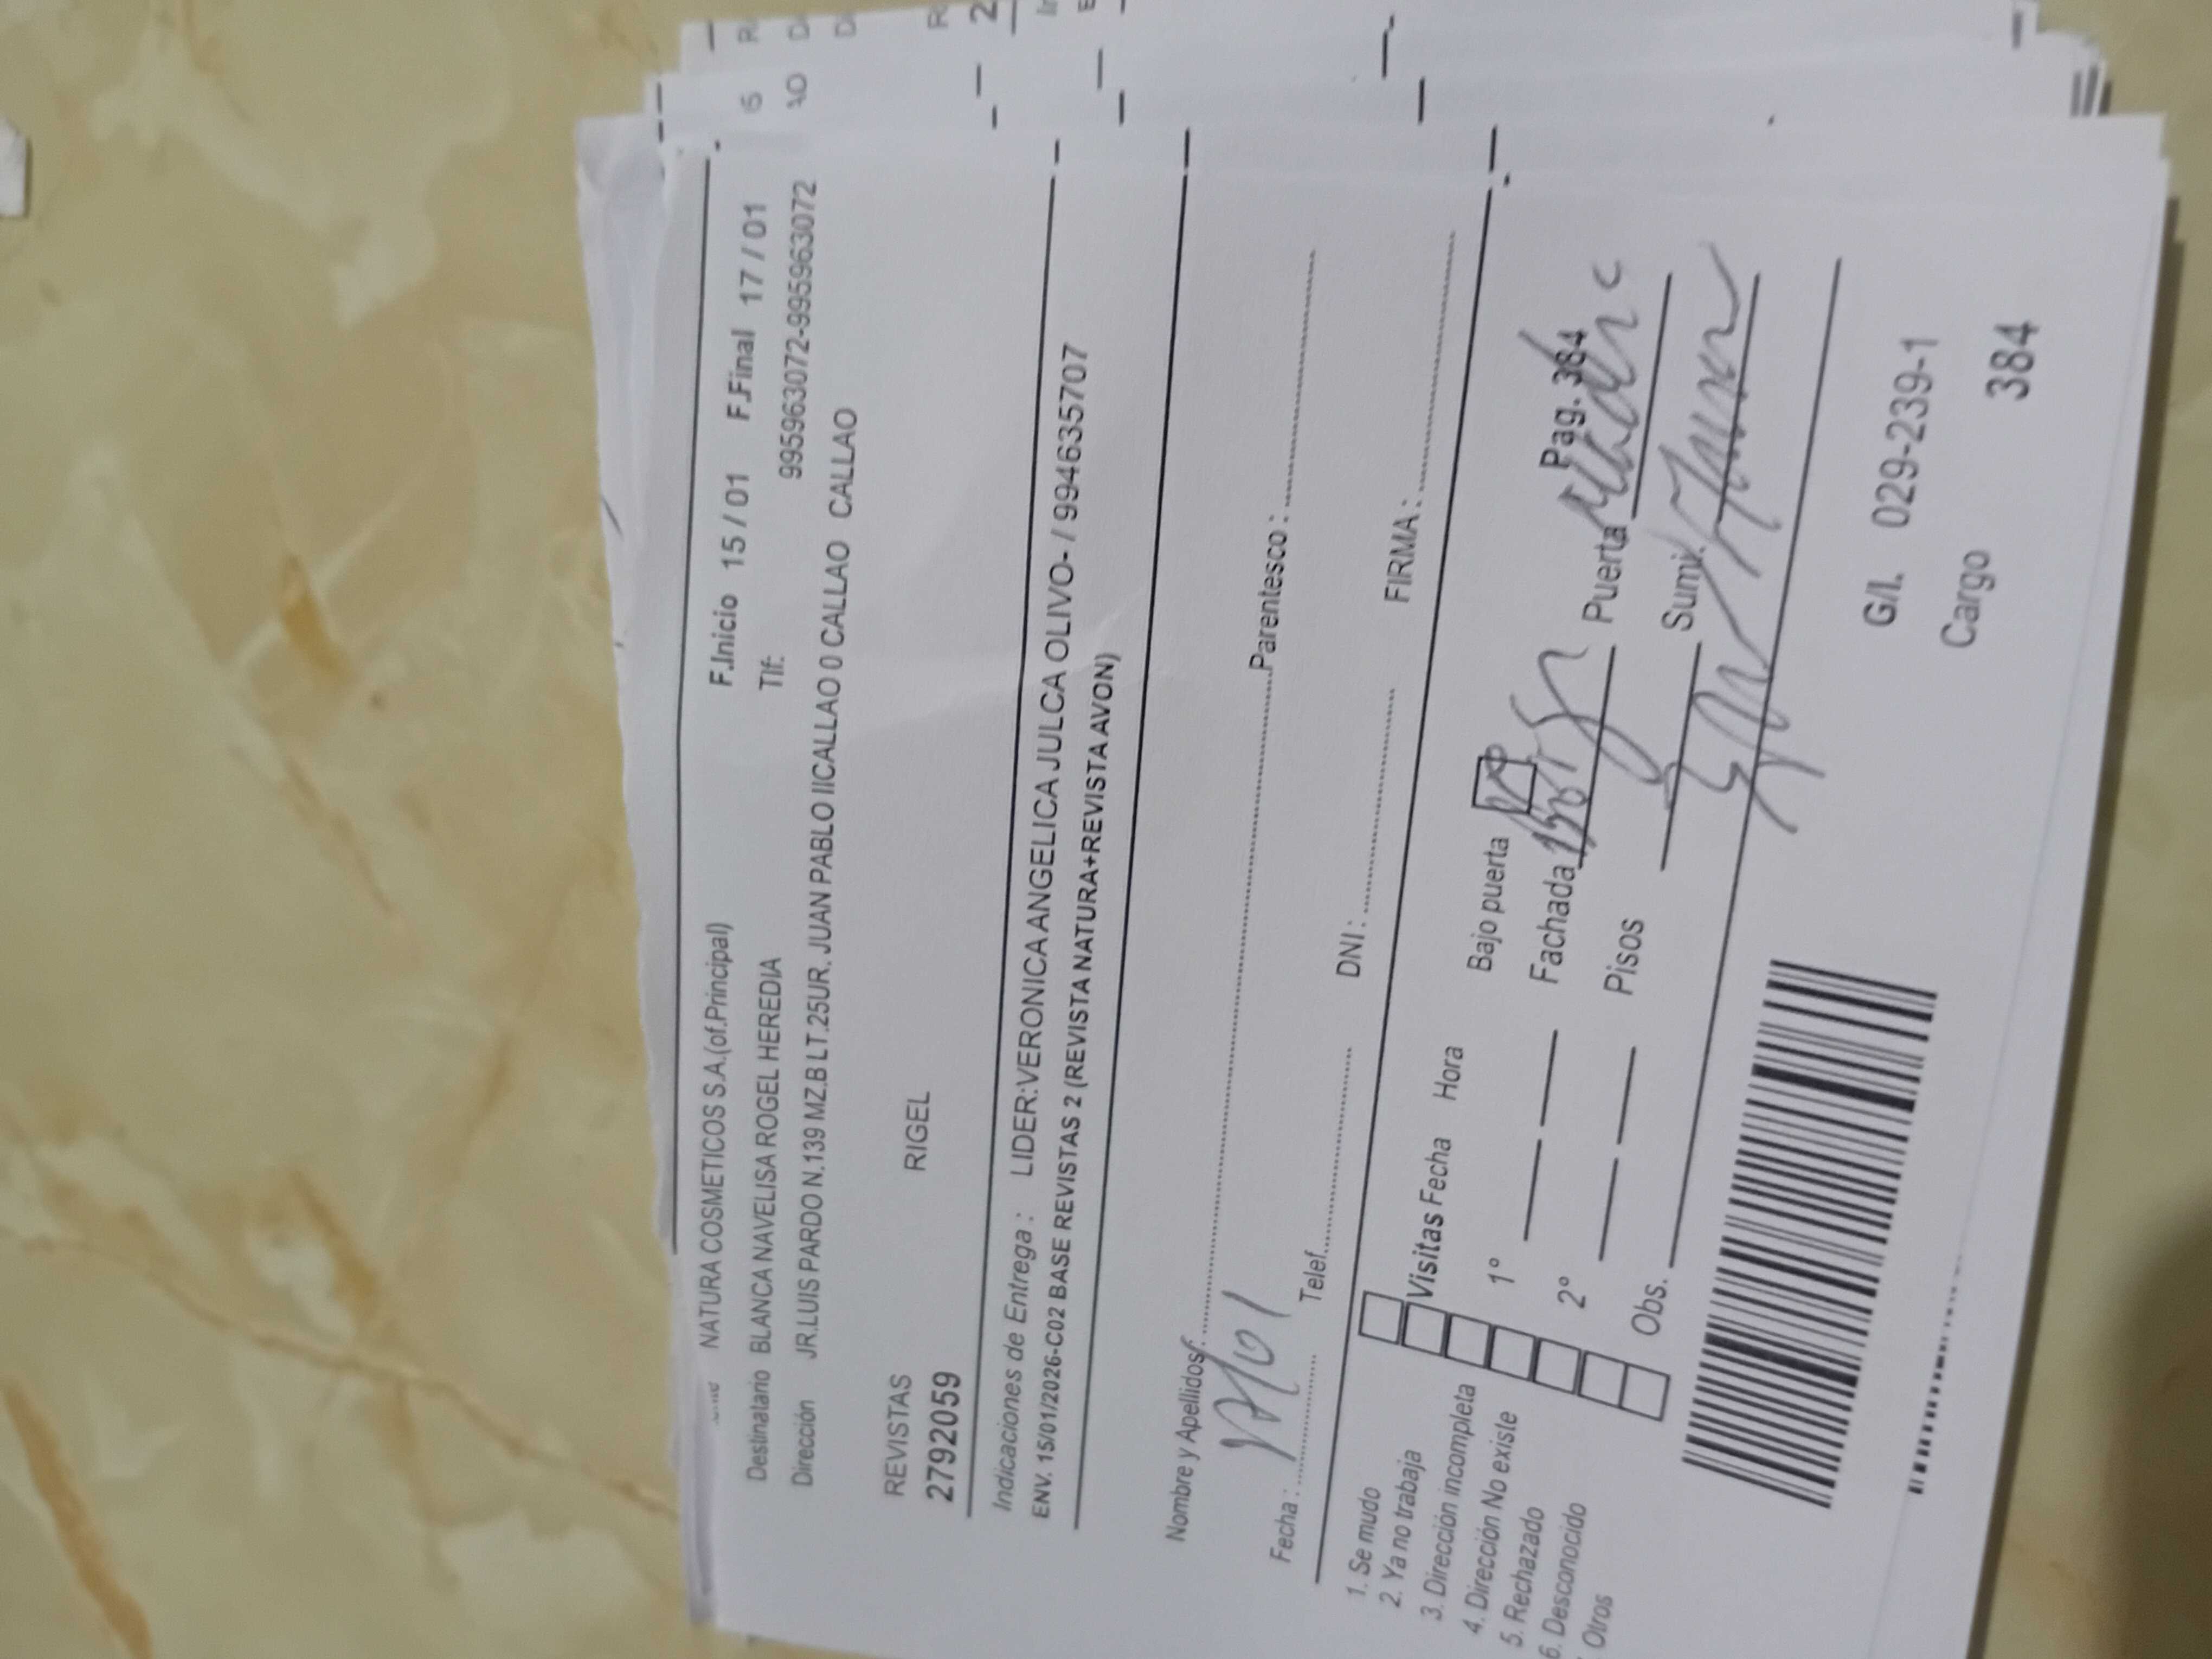 NATURA COSMETICOS S.A.(of.Principal) F.Inicio 15 / 01 F.Final 17 / 01
Destinatario BLANCA NAVELISA ROGEL HEREDIA Tlf: 995963072-995963072
Dirección JR.LUIS PARDO N.139 MZ.B LT.25UR. JUAN PABLO IICALLAO 0 CALLAO CALLAO
REVISTAS RIGEL
2792059
Indicaciones de Entrega : LIDER:VERONICA ANGELICA JULCA OLIVO- / 994635707
ENV. 15/01/2026-C02 BASE REVISTAS 2 (REVISTA NATURA+REVISTA AVON)
Nombre y Apellidos: Parentesco :
Fecha : Telef. DNI : FIRMA :
1. Se mudo
2. Ya no trabaja
3. Dirección incompleta
4. Dirección No existe
5. Rechazado
6. Desconocido
Otros
Visitas Fecha Hora Bajo puerta Pag. 384
1° Fachada Puerta
2° Pisos Sumi.
Obs.
G/I. 029-239-1
Cargo 384